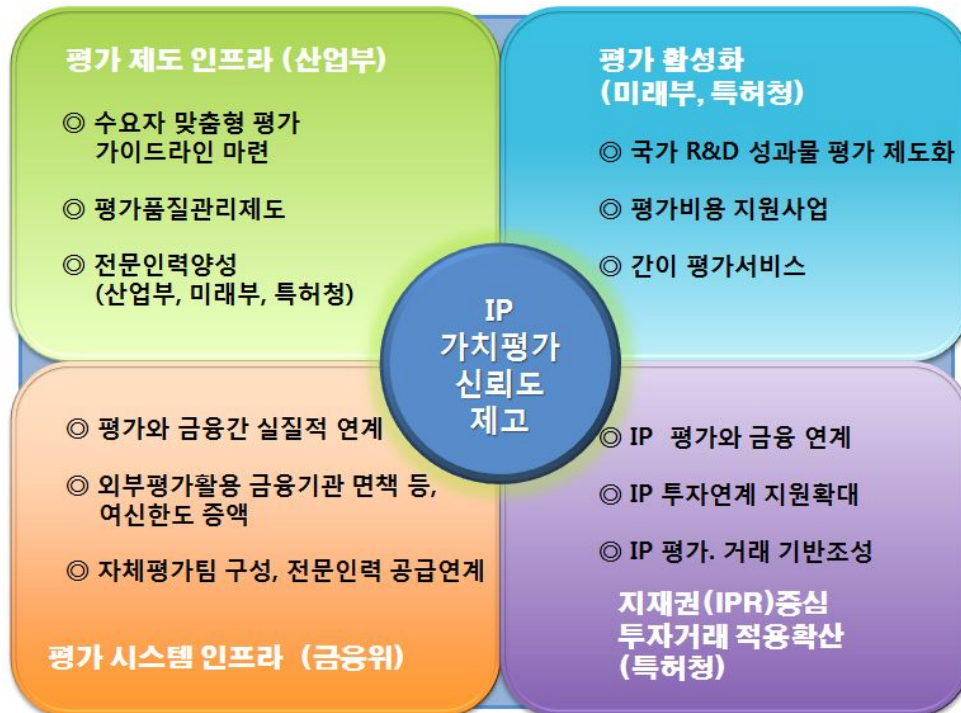 평가 제도 인프라 (산업부)
◎ 수요자 맞춤형 평가
가이드라인 마련
◎ 평가품질관리제도
◎ 전문인력양성
(산업부, 미래부, 특허청)
평가 활성화
(미래부, 특허청)
◎ 국가 R&D 성과물 평가 제도화
◎ 평가비용 지원사업
◎ 간이 평가서비스
IP
가치평가
신뢰도
제고
◎ 평가와 금융간 실질적 연계
◎ 외부평가활용 금융기관 면책 등,
여신한도 증액
◎ 자체평가팀 구성, 전문인력 공급연계
평가 시스템 인프라 (금융위)
◎ IP 평가와 금융 연계
◎ IP 투자연계 지원확대
◎ IP 평가. 거래 기반조성
지재권(IPR)중심
투자거래 적용확산
(특허청)